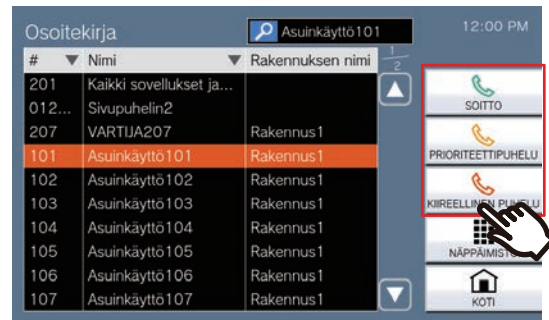 Osoitekirja Asuinkäyttö101 12:00 PM
# Nimi Rakennuksen nimi 1/2
201 Kaikki sovellukset ja...
012... Sivupuhelin2
207 VARTIJA207 Rakennus1
101 Asuinkäyttö101 Rakennus1
102 Asuinkäyttö102 Rakennus1
103 Asuinkäyttö103 Rakennus1
104 Asuinkäyttö104 Rakennus1
105 Asuinkäyttö105 Rakennus1
106 Asuinkäyttö106 Rakennus1
107 Asuinkäyttö107 Rakennus1
SOITTO
PRIORITEETTIPUHELU
KIIREELLINEN PUHELU
KOTI